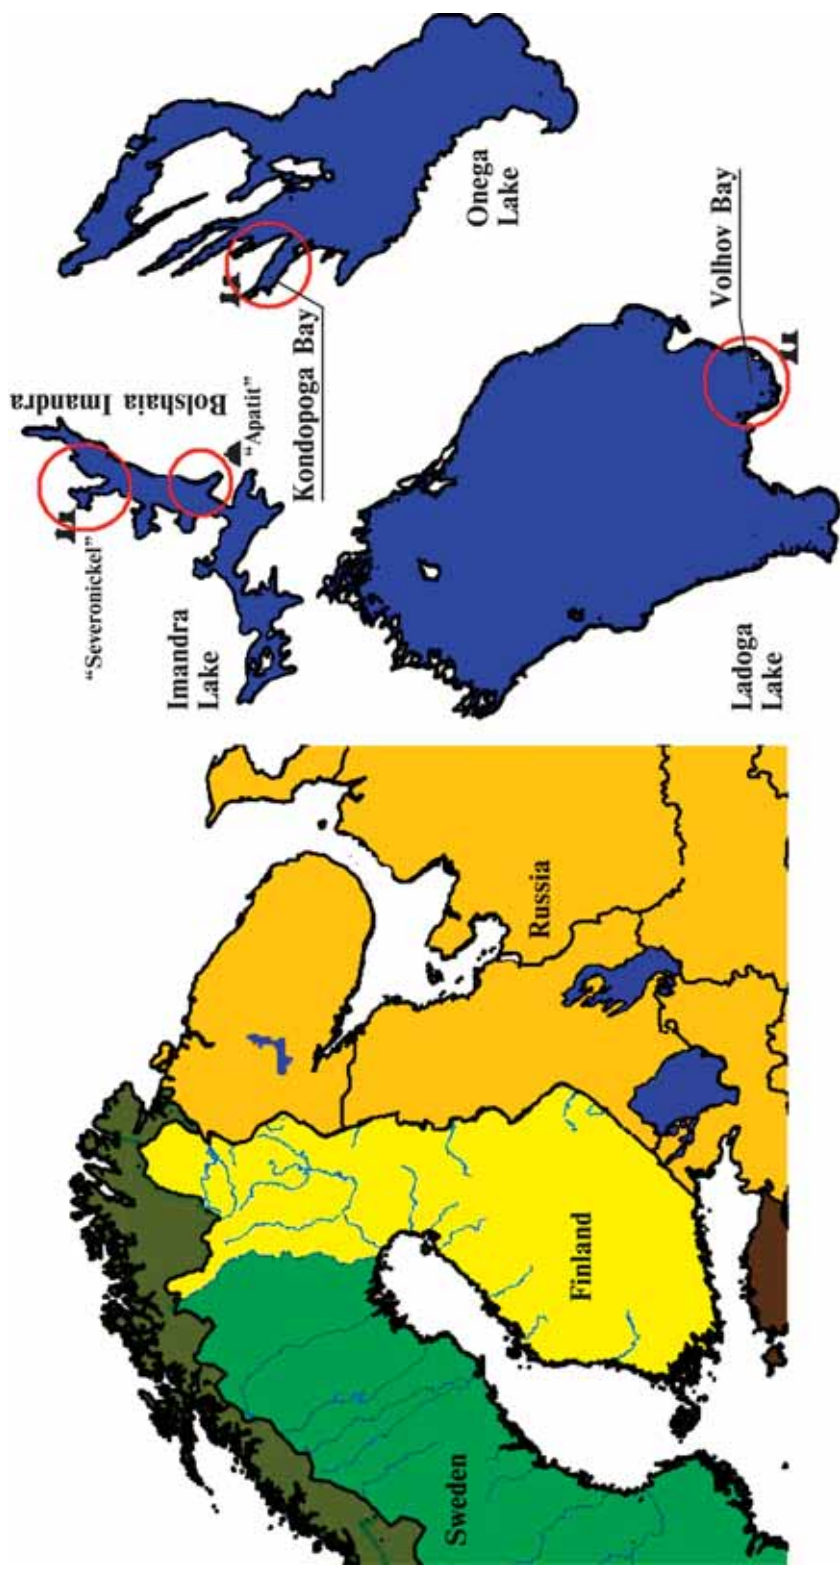 Sweden
Finland
Russia
Imandra
Lake
“Severonickel”
Bolshaia Imandra
“Apatit”
Kondopoga Bay
Onega
Lake
Ladoga
Lake
Volhov Bay